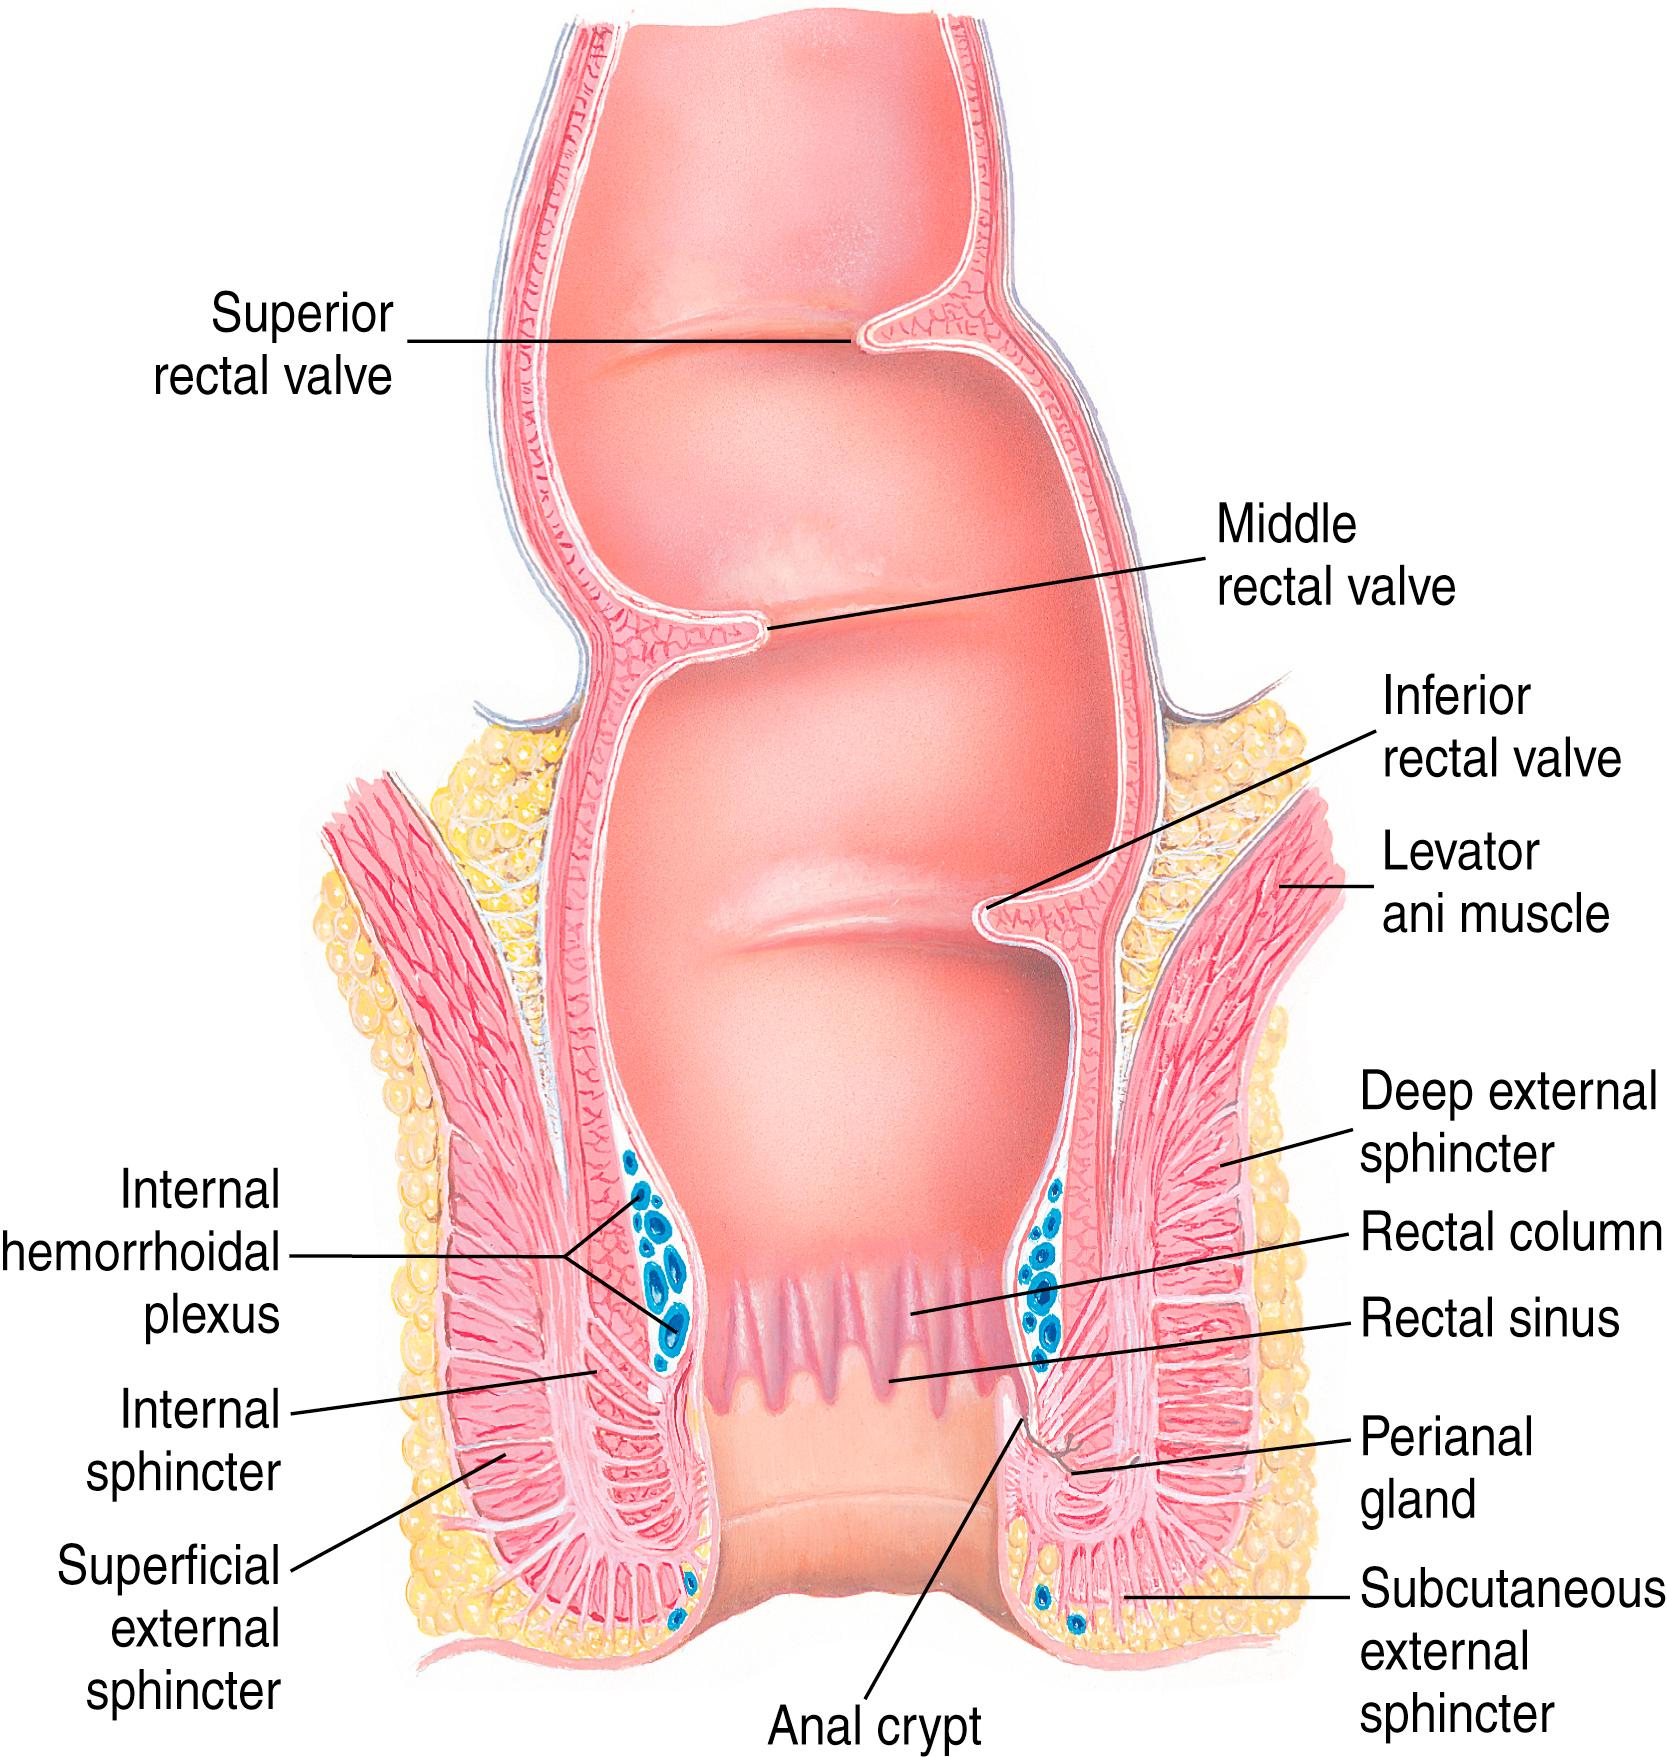 Superior
rectal valve
Middle
rectal valve
Inferior
rectal valve
Levator
ani muscle
Deep external
sphincter
Internal
hemorrhoidal
plexus
Rectal column
Rectal sinus
Internal
sphincter
Perianal
gland
Superficial
external
sphincter
Subcutaneous
external
sphincter
Anal crypt